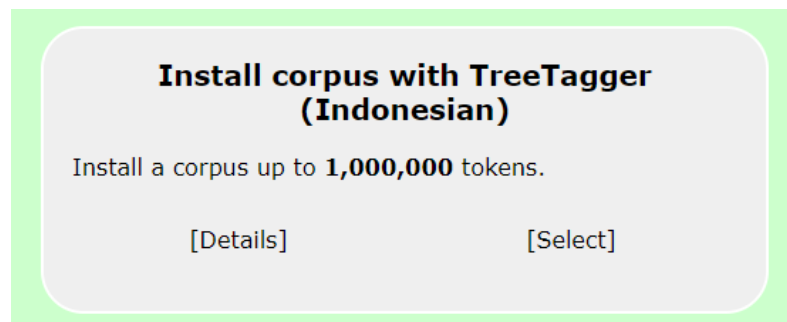 Install corpus with TreeTagger
(Indonesian)
Install a corpus up to 1,000,000 tokens.
[Details] [Select]